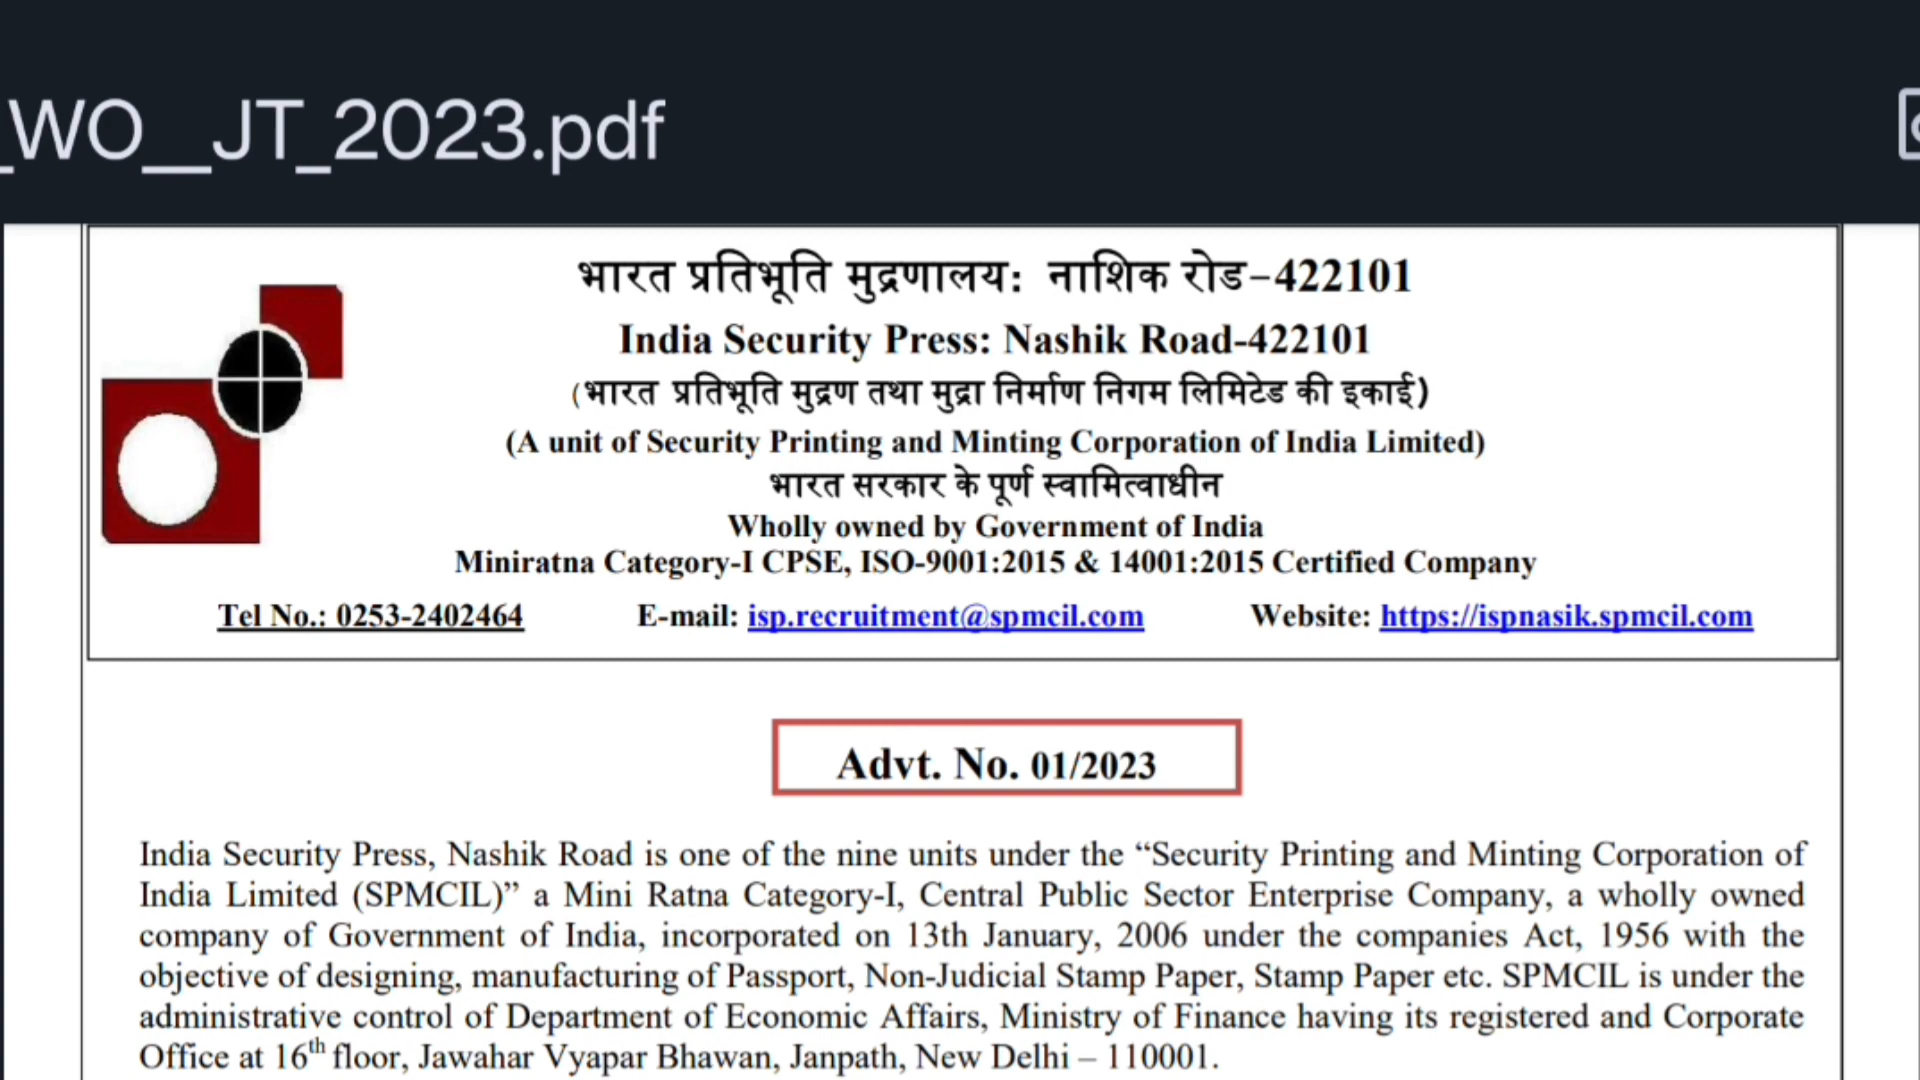 _WO__JT_2023.pdf
भारत प्रतिभूति मुद्रणालय: नाशिक रोड-422101
India Security Press: Nashik Road-422101
(भारत प्रतिभूति मुद्रण तथा मुद्रा निर्माण निगम लिमिटेड की इकाई)
(A unit of Security Printing and Minting Corporation of India Limited)
भारत सरकार के पूर्ण स्वामित्वाधीन
Wholly owned by Government of India
Miniratna Category-I CPSE, ISO-9001:2015 & 14001:2015 Certified Company
Tel No.: 0253-2402464 E-mail: isp.recruitment@spmcil.com Website: https://ispnasik.spmcil.com
Advt. No. 01/2023
India Security Press, Nashik Road is one of the nine units under the “Security Printing and Minting Corporation of
India Limited (SPMCIL)” a Mini Ratna Category-I, Central Public Sector Enterprise Company, a wholly owned
company of Government of India, incorporated on 13th January, 2006 under the companies Act, 1956 with the
objective of designing, manufacturing of Passport, Non-Judicial Stamp Paper, Stamp Paper etc. SPMCIL is under the
administrative control of Department of Economic Affairs, Ministry of Finance having its registered and Corporate
Office at 16th floor, Jawahar Vyapar Bhawan, Janpath, New Delhi – 110001.